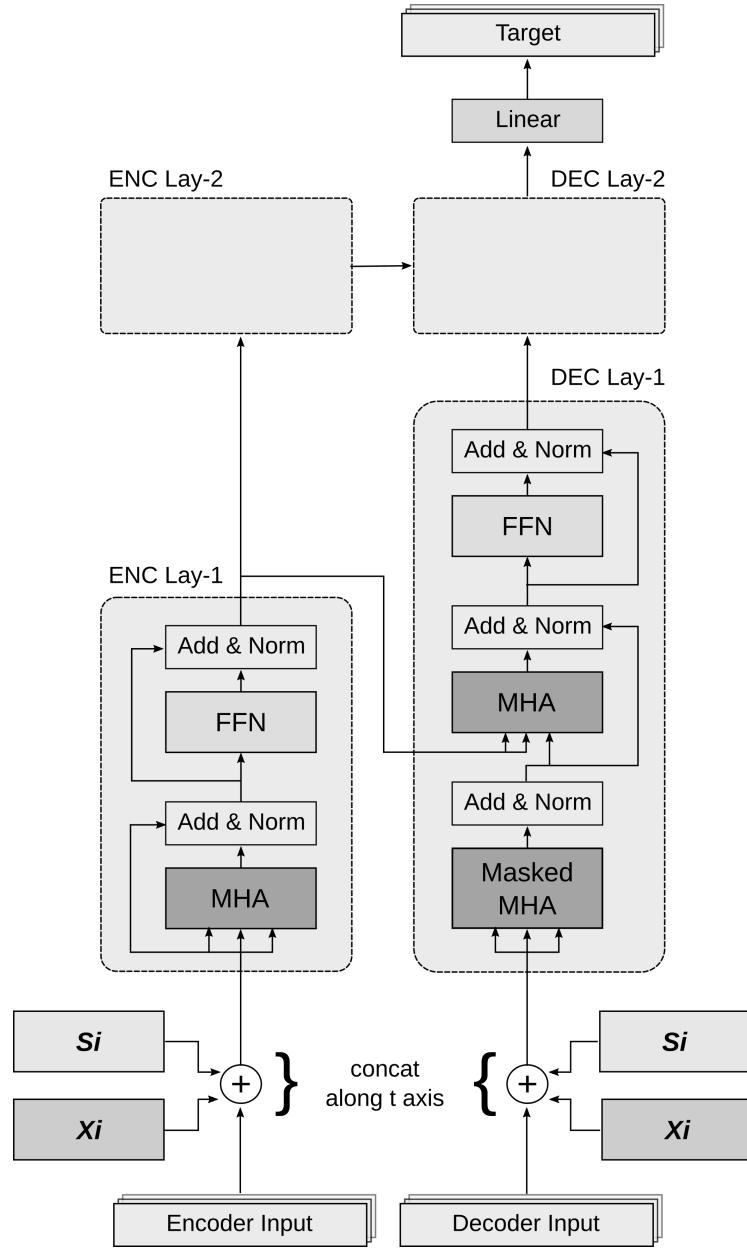 Target
Linear
ENC Lay-2
DEC Lay-2
DEC Lay-1
Add & Norm
FFN
ENC Lay-1
Add & Norm
Add & Norm
MHA
FFN
Add & Norm
Add & Norm
MHA
Masked
MHA
Si
+
}
concat
along t axis
{
+
Si
Xi
Xi
Encoder Input
Decoder Input